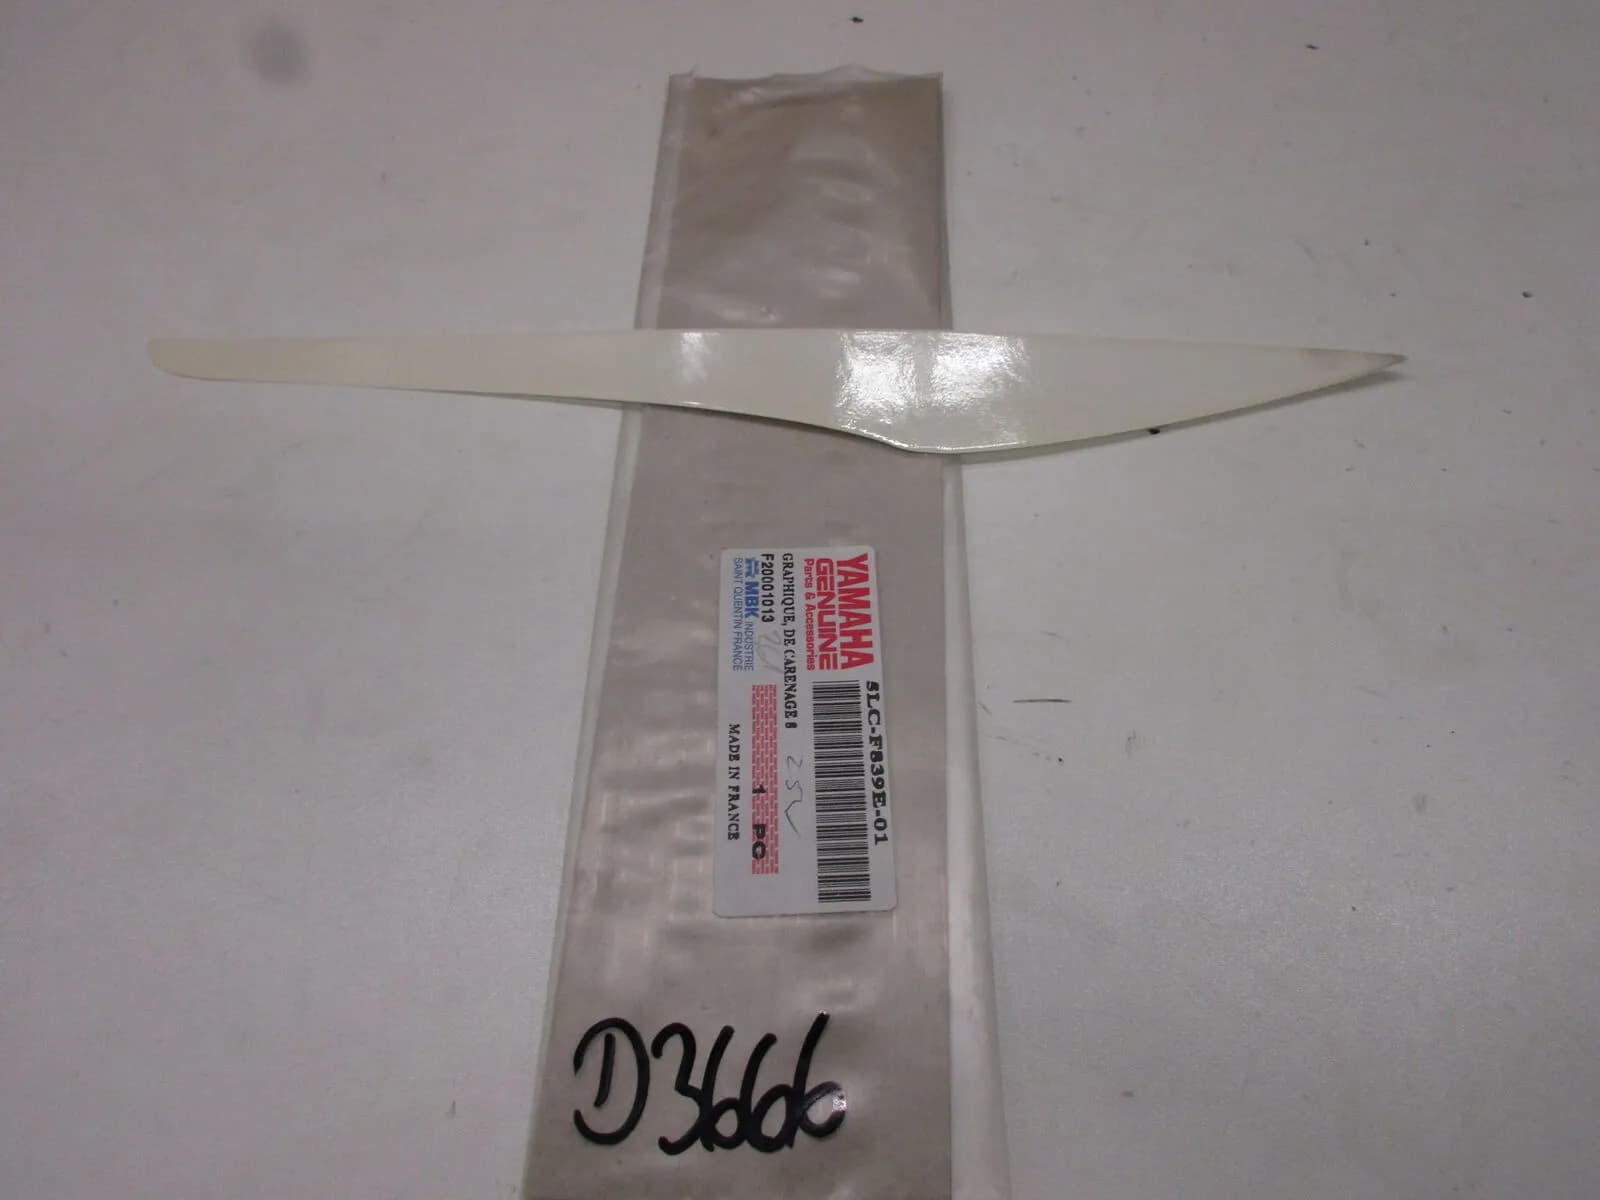 YAMAHA
GENUINE
Parts & Accessories
5LC-F839E-01
GRAPHIQUE, DE CARENAGE 6
F20001013
MBK INDUSTRIE
SAINT QUENTIN FRANCE
1 PC
MADE IN FRANCE
D3666